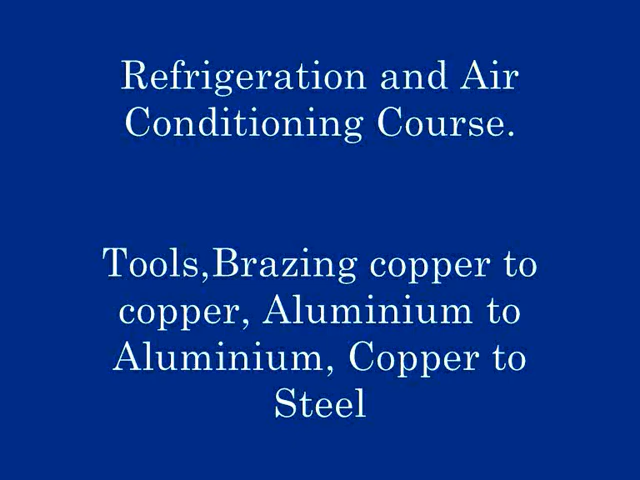 Refrigeration and Air
Conditioning Course.
Tools,Brazing copper to
copper, Aluminium to
Aluminium, Copper to
Steel